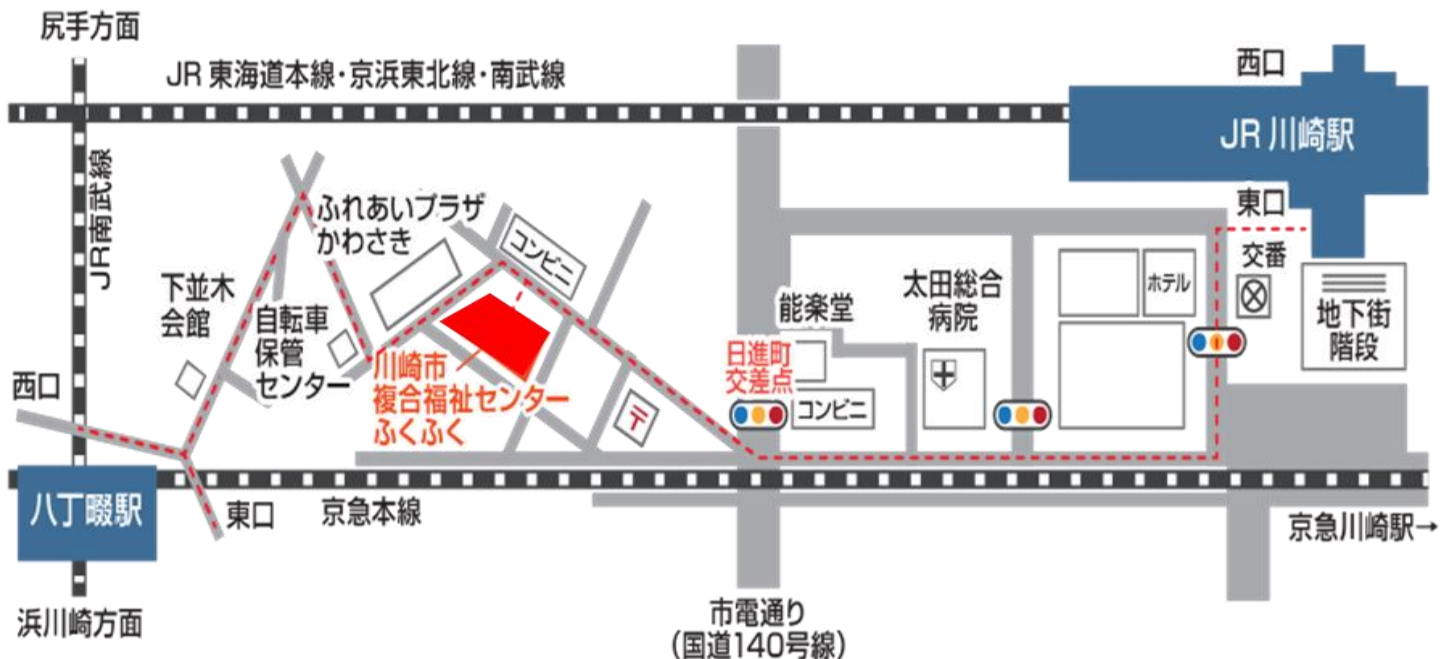 尻手方面
JR 東海道本線・京浜東北線・南武線
西口
JR 川崎駅
東口
交番
地下街
階段
ホテル
太田総合
病院
能楽堂
日進町
交差点
コンビニ
コンビニ
ふれあいプラザ
かわさき
JR南武線
下並木
会館
自転車
保管
センター
川崎市
複合福祉センター
ふくふく
〒
西口
八丁畷駅
東口
京急本線
京急川崎駅→
浜川崎方面
市電通り
（国道140号線）